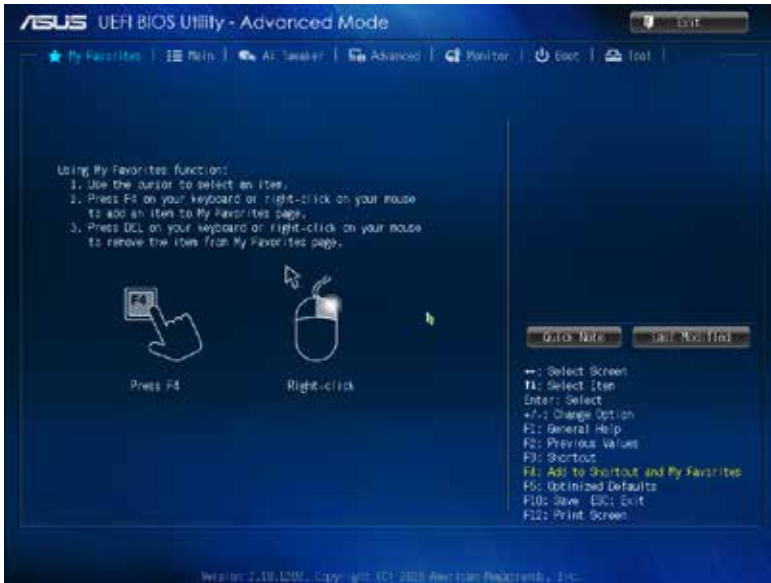 ASUS UEFI BIOS Utility - Advanced Mode
Exit
My Favorites Main Ai Tweaker Advanced Monitor Boot Tool
Using My Favorites function:
1. Use the cursor to select an item.
2. Press F4 on your keyboard or right-click on your mouse
to add an item to My Favorites page.
3. Press DEL on your keyboard or right-click on your mouse
to remove the item from My Favorites page.
F4
Press F4
Right-click
Quick Note Last Modified
→←: Select Screen
↑↓: Select Item
Enter: Select
+/-: Change Option
F1: General Help
F2: Previous Values
F3: Shortcut
F4: Add to Shortcut and My Favorites
F5: Optimized Defaults
F10: Save ESC: Exit
F12: Print Screen
Copyright (C) American Megatrends, Inc.